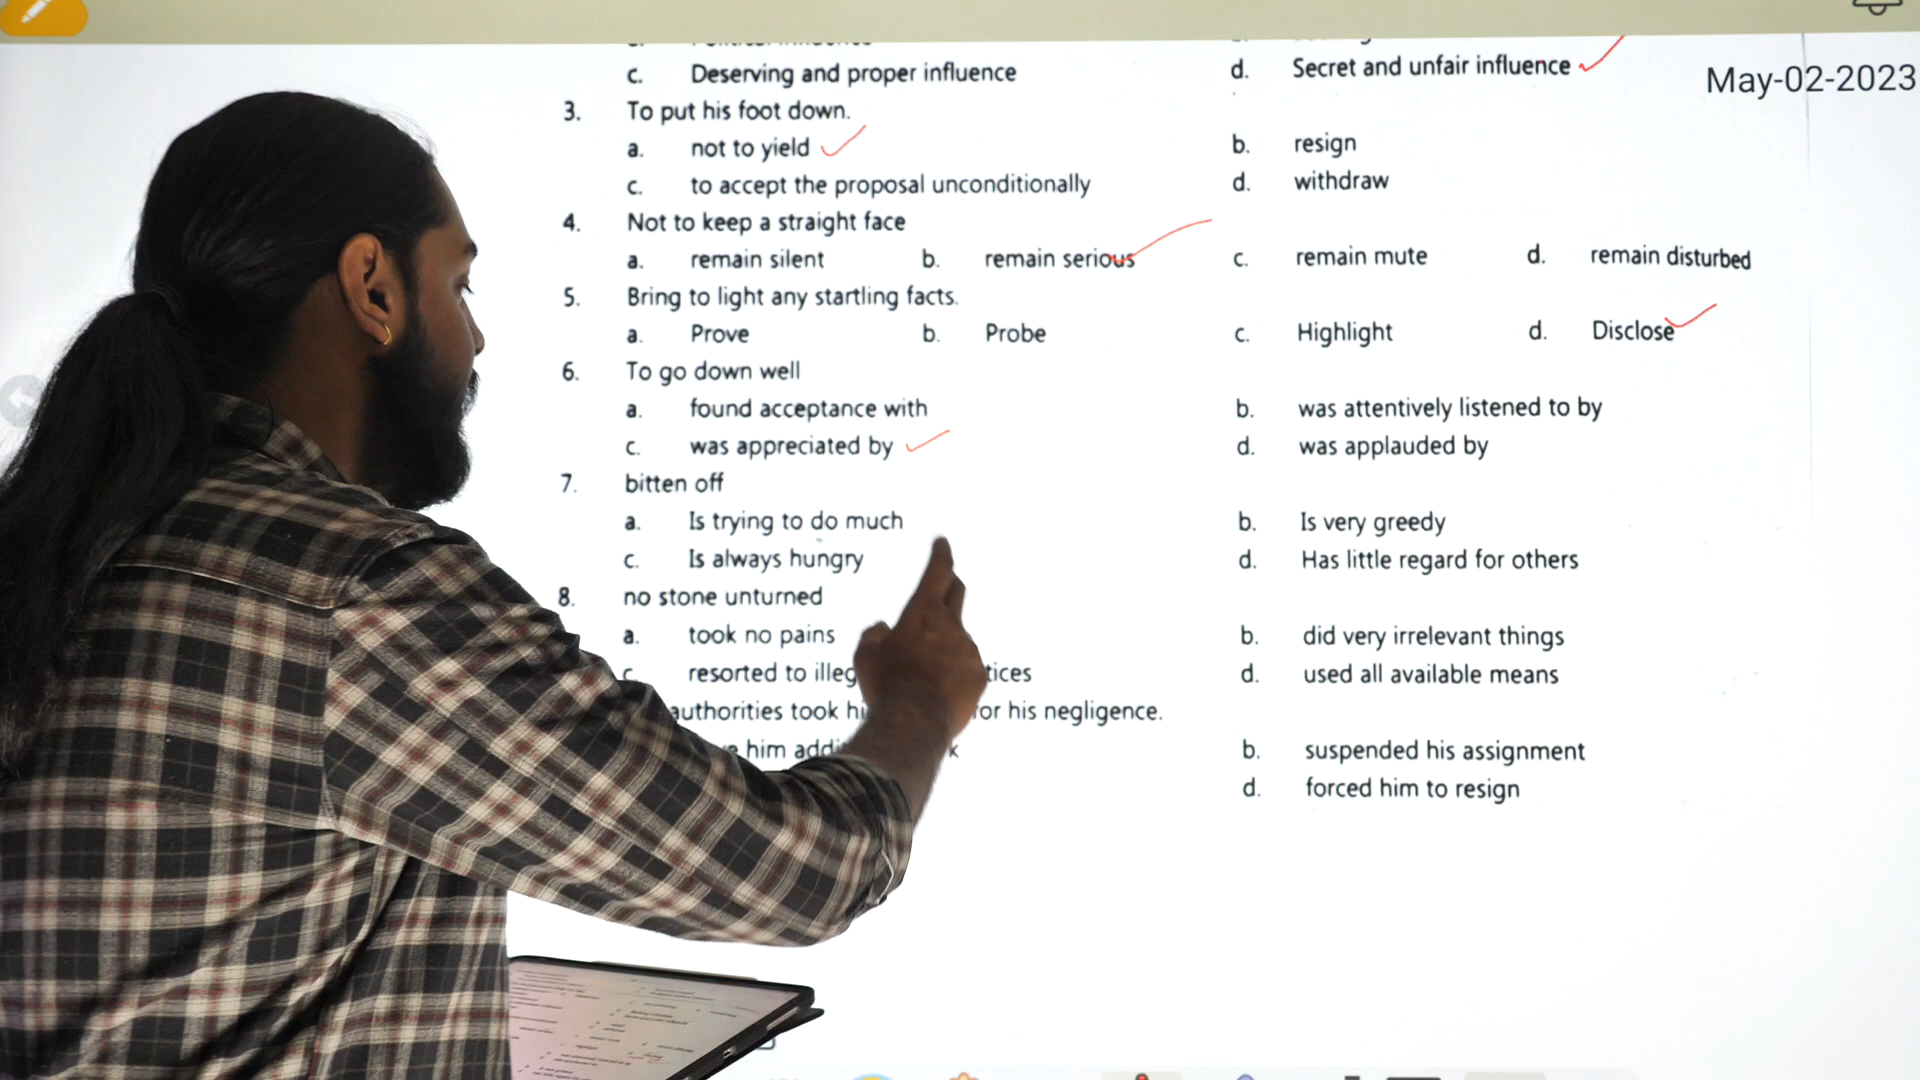 c. Deserving and proper influence d. Secret and unfair influence
May-02-2023
3. To put his foot down.
a. not to yield b. resign
c. to accept the proposal unconditionally d. withdraw
4. Not to keep a straight face
a. remain silent b. remain serious c. remain mute d. remain disturbed
5. Bring to light any startling facts.
a. Prove b. Probe c. Highlight d. Disclose
6. To go down well
a. found acceptance with b. was attentively listened to by
c. was appreciated by d. was applauded by
7. bitten off
a. Is trying to do much b. Is very greedy
c. Is always hungry d. Has little regard for others
8. no stone unturned
a. took no pains b. did very irrelevant things
c. resorted to d. used all available means
authorities took for his negligence.
him b. suspended his assignment
d. forced him to resign